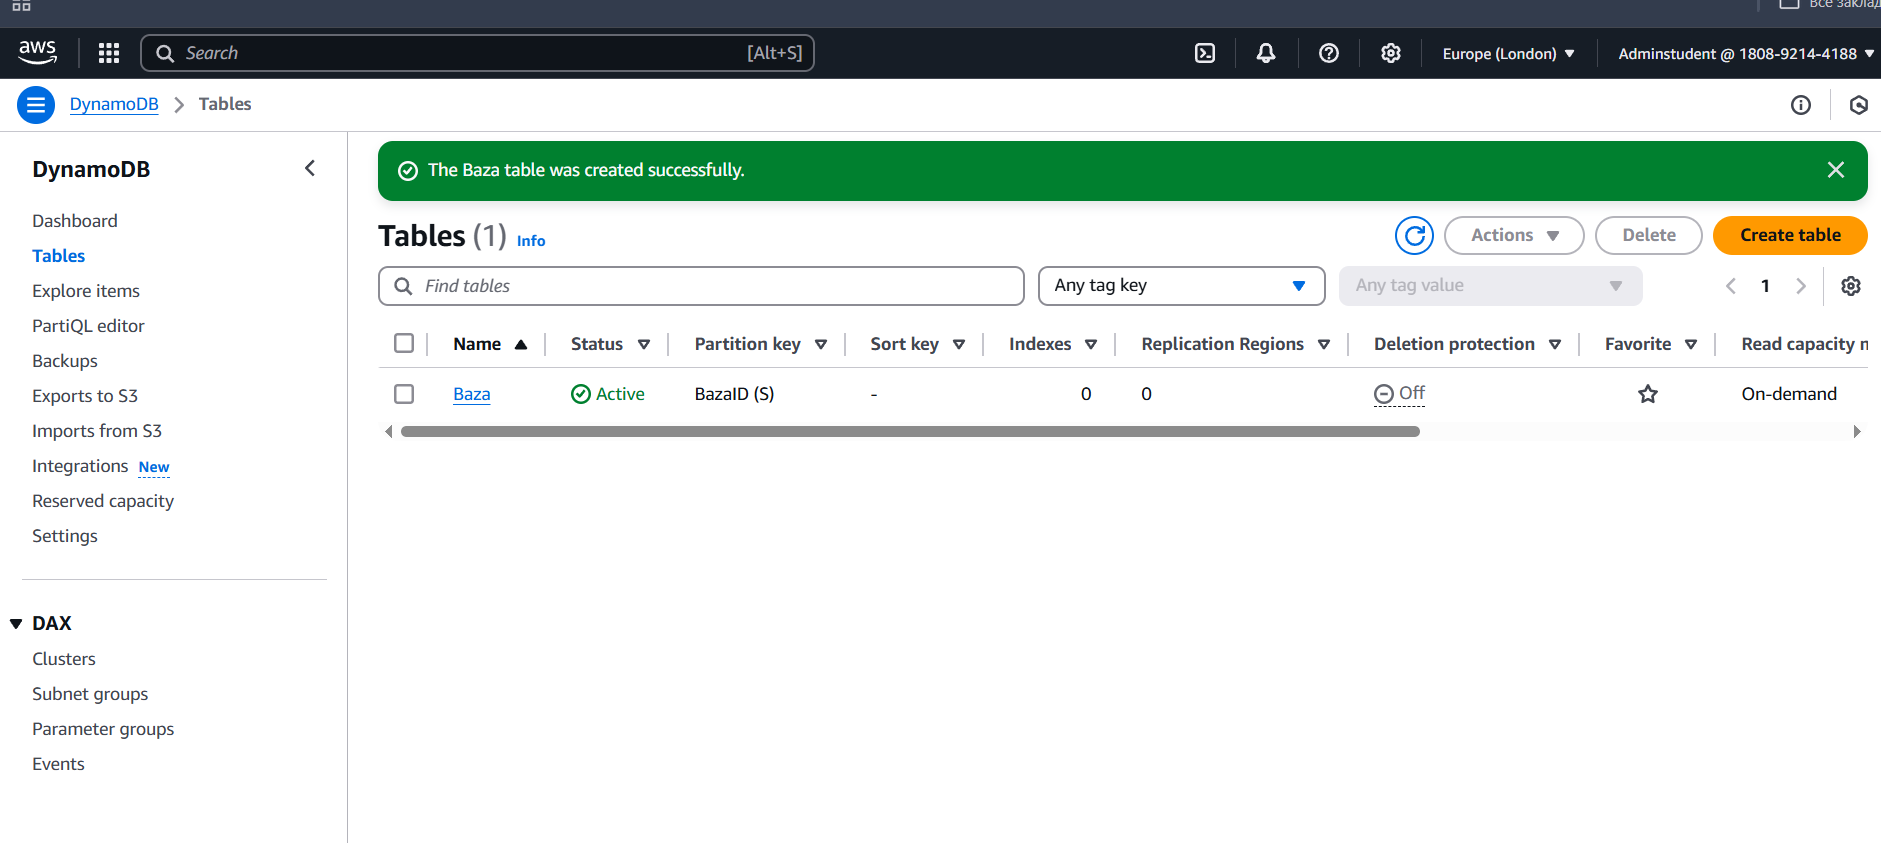 Все заклад
aws
Search [Alt+S] Europe (London) Adminstudent @ 1808-9214-4188
DynamoDB Tables
DynamoDB
Dashboard
Tables
Explore items
PartiQL editor
Backups
Exports to S3
Imports from S3
Integrations New
Reserved capacity
Settings
DAX
Clusters
Subnet groups
Parameter groups
Events
The Baza table was created successfully.
Tables (1) Info
Actions Delete Create table
Find tables Any tag key Any tag value 1
Name Status Partition key Sort key Indexes Replication Regions Deletion protection Favorite Read capacity m
Baza Active BazaID (S) - 0 0 Off On-demand